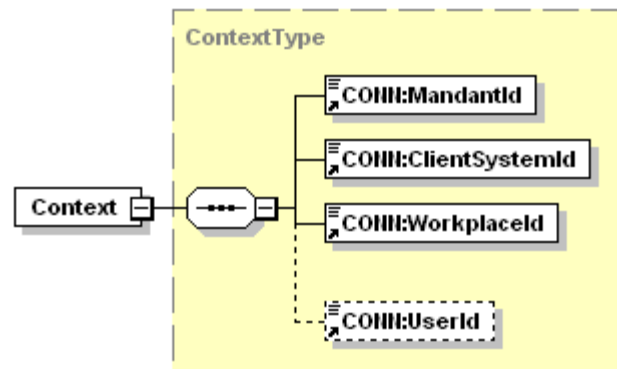 ContextType
CONN:MandantId
CONN:ClientSystemId
Context
CONN:WorkplaceId
CONN:UserId